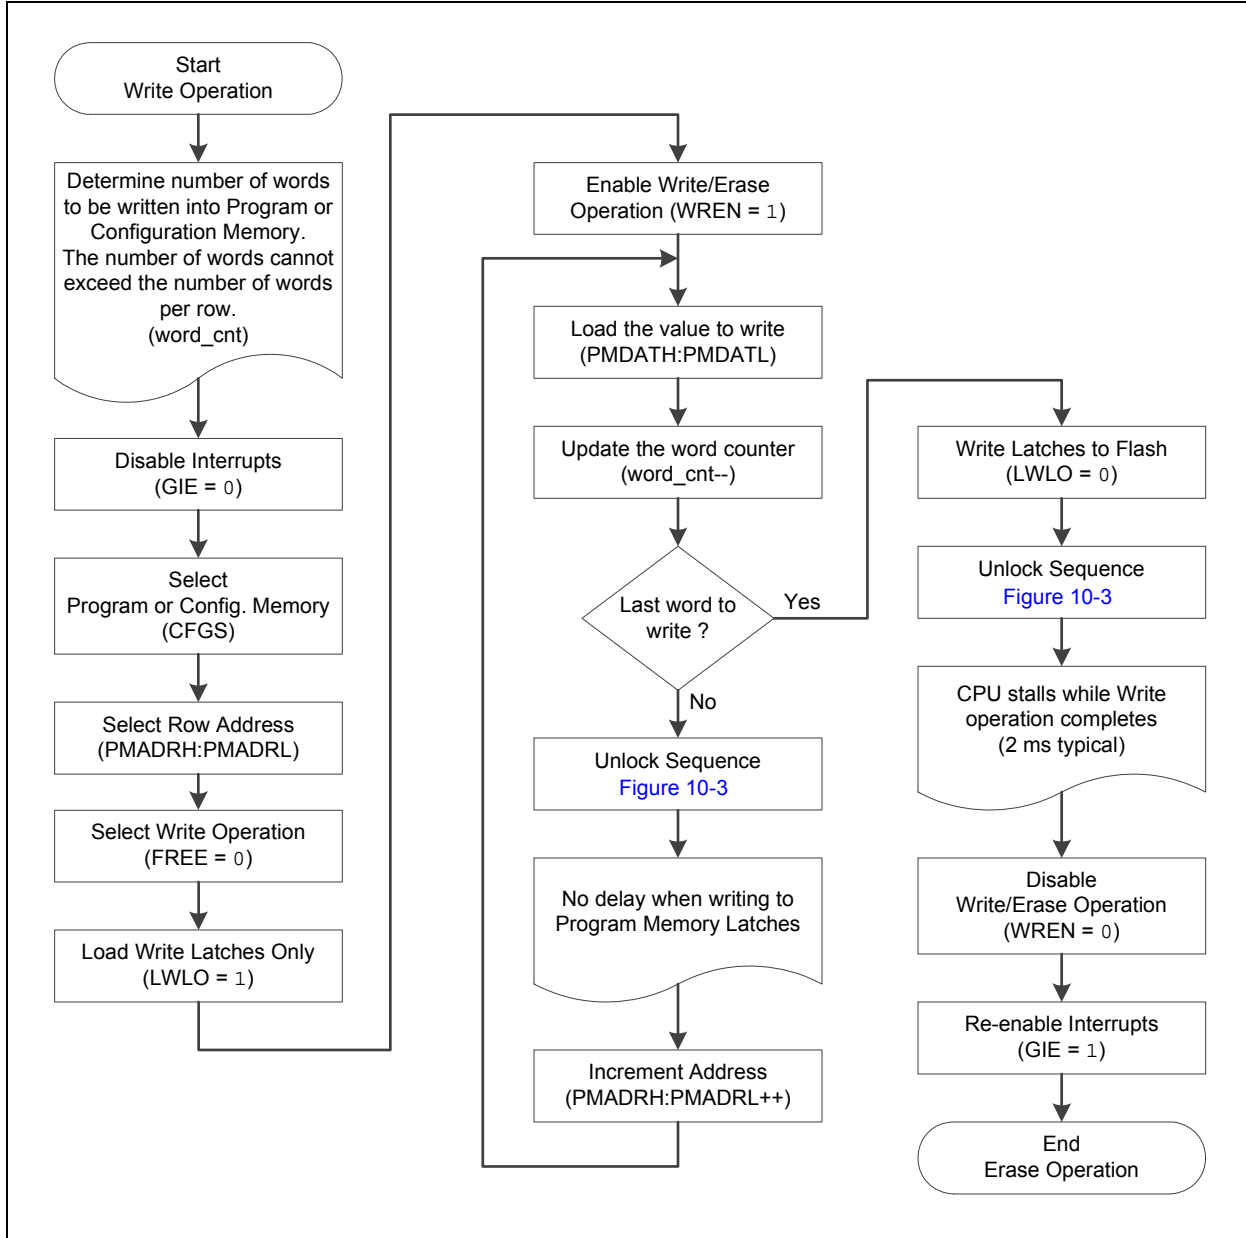 Start
Write Operation
Determine number of words
to be written into Program or
Configuration Memory.
The number of words cannot
exceed the number of words
per row.
(word_cnt)
Disable Interrupts
(GIE = 0)
Select
Program or Config. Memory
(CFGS)
Select Row Address
(PMADRH:PMADRL)
Select Write Operation
(FREE = 0)
Load Write Latches Only
(LWLO = 1)
Enable Write/Erase
Operation (WREN = 1)
Load the value to write
(PMDATH:PMDATL)
Update the word counter
(word_cnt--)
Last word to
write ?
Yes
No
Unlock Sequence
Figure 10-3
No delay when writing to
Program Memory Latches
Increment Address
(PMADRH:PMADRL++)
Write Latches to Flash
(LWLO = 0)
Unlock Sequence
Figure 10-3
CPU stalls while Write
operation completes
(2 ms typical)
Disable
Write/Erase Operation
(WREN = 0)
Re-enable Interrupts
(GIE = 1)
End
Erase Operation